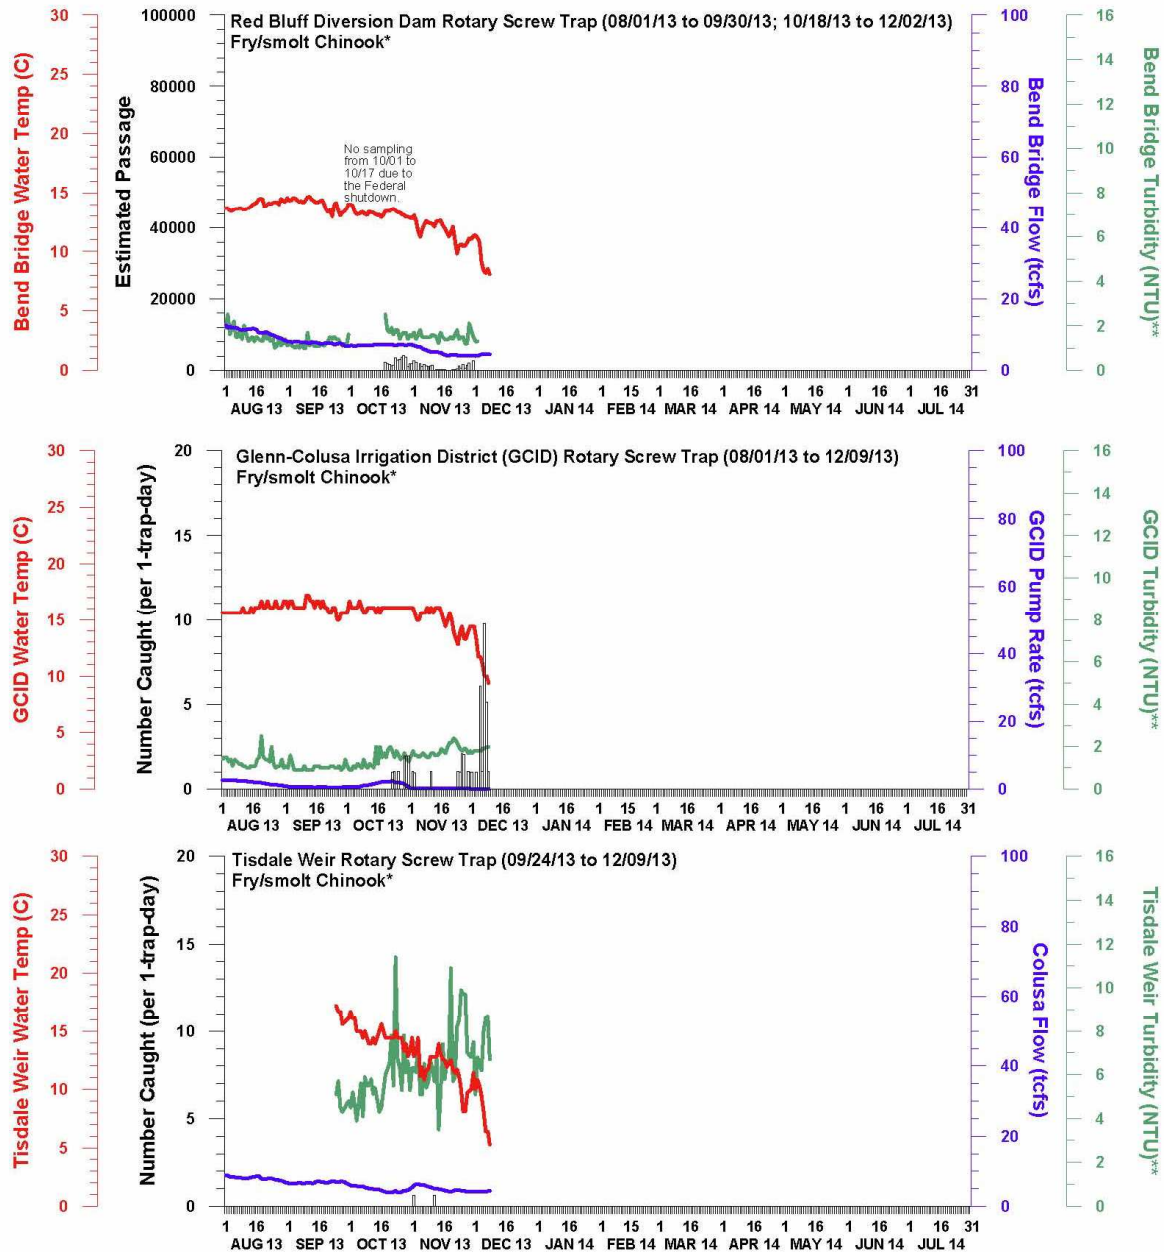 Red Bluff Diversion Dam Rotary Screw Trap (08/01/13 to 09/30/13; 10/18/13 to 12/02/13)
Fry/smolt Chinook*
Bend Bridge Water Temp (C)
30
25
20
15
10
5
0
Estimated Passage
100000
80000
60000
40000
20000
0
No sampling
from 10/01 to
10/17 due to
the Federal
shutdown.
Bend Bridge Flow (tcfs)
100
80
60
40
20
0
Bend Bridge Turbidity (NTU)**
16
14
12
10
8
6
4
2
0
1 16 1 16 1 16 1 16 1 16 1 16 1 15 1 16 1 16 1 16 1 16 1 16 31
AUG 13 SEP 13 OCT 13 NOV 13 DEC 13 JAN 14 FEB 14 MAR 14 APR 14 MAY 14 JUN 14 JUL 14
Glenn-Colusa Irrigation District (GCID) Rotary Screw Trap (08/01/13 to 12/09/13)
Fry/smolt Chinook*
GCID Water Temp (C)
30
25
20
15
10
5
0
Number Caught (per 1-trap-day)
20
15
10
5
0
GCID Pump Rate (tcfs)
100
80
60
40
20
0
GCID Turbidity (NTU)**
16
14
12
10
8
6
4
2
0
1 16 1 16 1 16 1 16 1 16 1 16 1 15 1 16 1 16 1 16 1 16 1 16 31
AUG 13 SEP 13 OCT 13 NOV 13 DEC 13 JAN 14 FEB 14 MAR 14 APR 14 MAY 14 JUN 14 JUL 14
Tisdale Weir Rotary Screw Trap (09/24/13 to 12/09/13)
Fry/smolt Chinook*
Tisdale Weir Water Temp (C)
30
25
20
15
10
5
0
Number Caught (per 1-trap-day)
20
15
10
5
0
Colusa Flow (tcfs)
100
80
60
40
20
0
Tisdale Weir Turbidity (NTU)**
16
14
12
10
8
6
4
2
0
1 16 1 16 1 16 1 16 1 16 1 16 1 15 1 16 1 16 1 16 1 16 1 16 31
AUG 13 SEP 13 OCT 13 NOV 13 DEC 13 JAN 14 FEB 14 MAR 14 APR 14 MAY 14 JUN 14 JUL 14